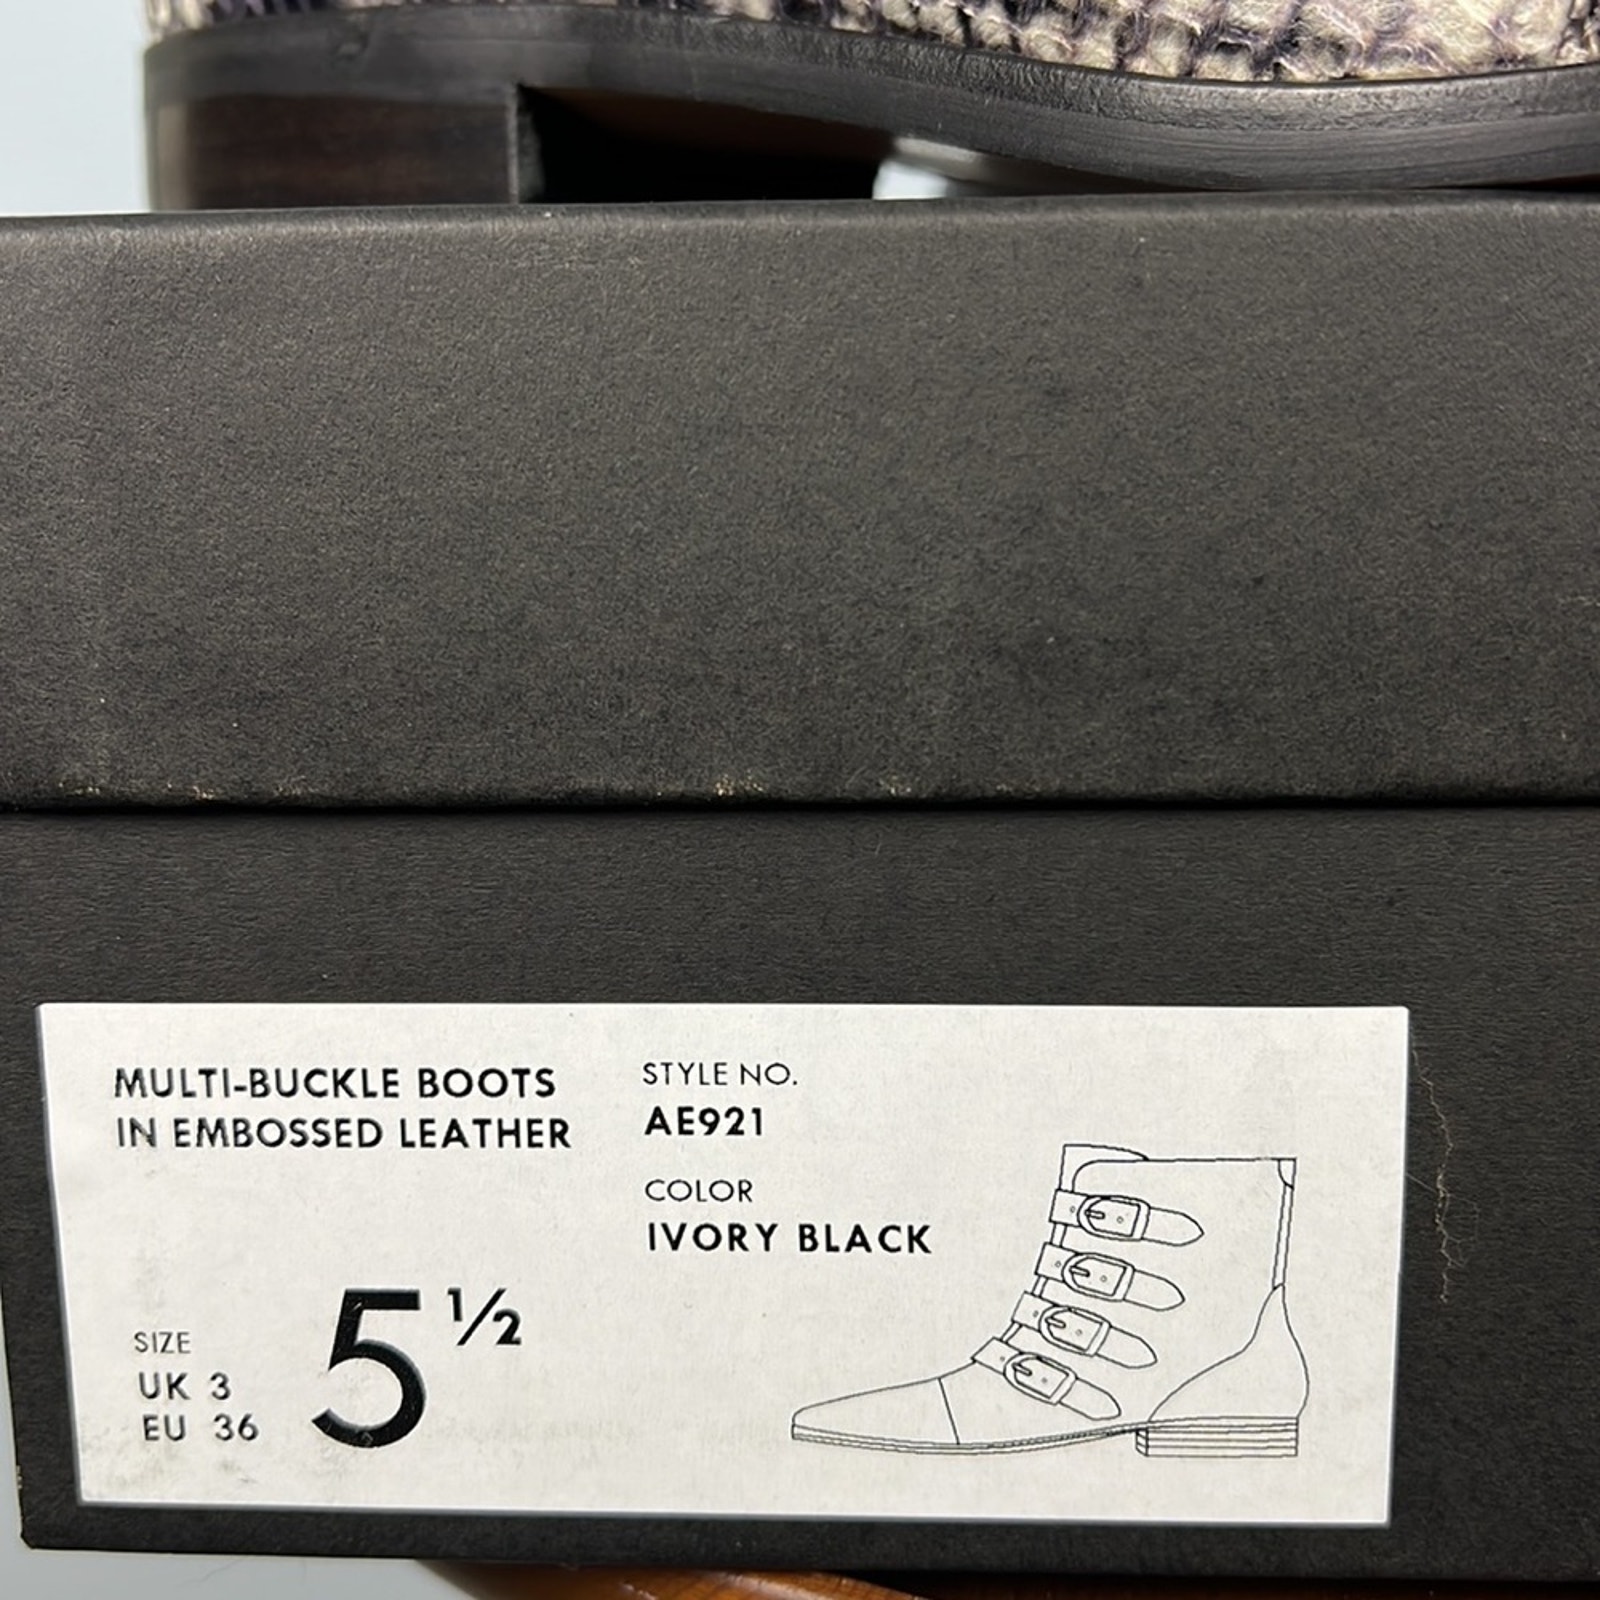 MULTI-BUCKLE BOOTS
IN EMBOSSED LEATHER
STYLE NO.
AE921
COLOR
IVORY BLACK
SIZE
UK 3
EU 36
5 ½